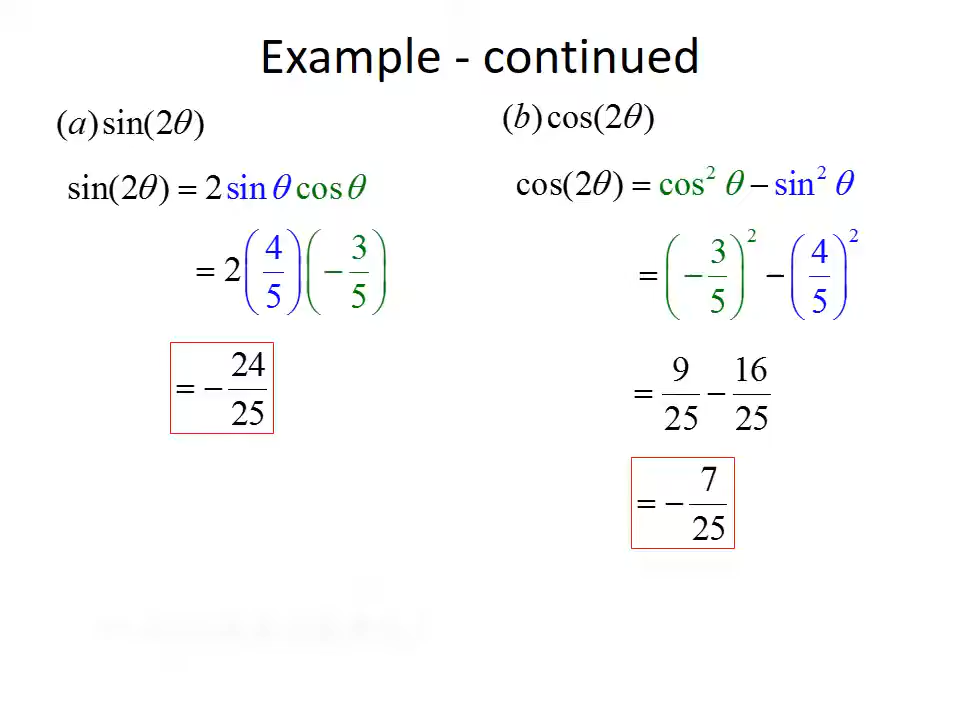 Example - continued
(a) sin(2θ)
sin(2θ) = 2 sin θ cos θ
= 2(4/5)(−3/5)
= −24/25
(b) cos(2θ)
cos(2θ) = cos² θ − sin² θ
= (−3/5)² − (4/5)²
= 9/25 − 16/25
= −7/25